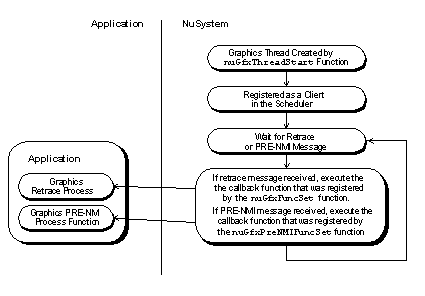 Application
NuSystem
Graphics Thread Created by
nuGfxThreadStart Function
Registered as a Client
in the Scheduler
Wait for Retrace
or PRE-NMI Message
Application
Graphics
Retrace Process
Graphics PRE-NM
Process Function
If retrace message received, execute the
the callback function that was registered
by the nuGfxFuncSet function.
If PRE-NMI message received, execute the
callback function that was registered by
the nuGfxPreNMIFuncSet function